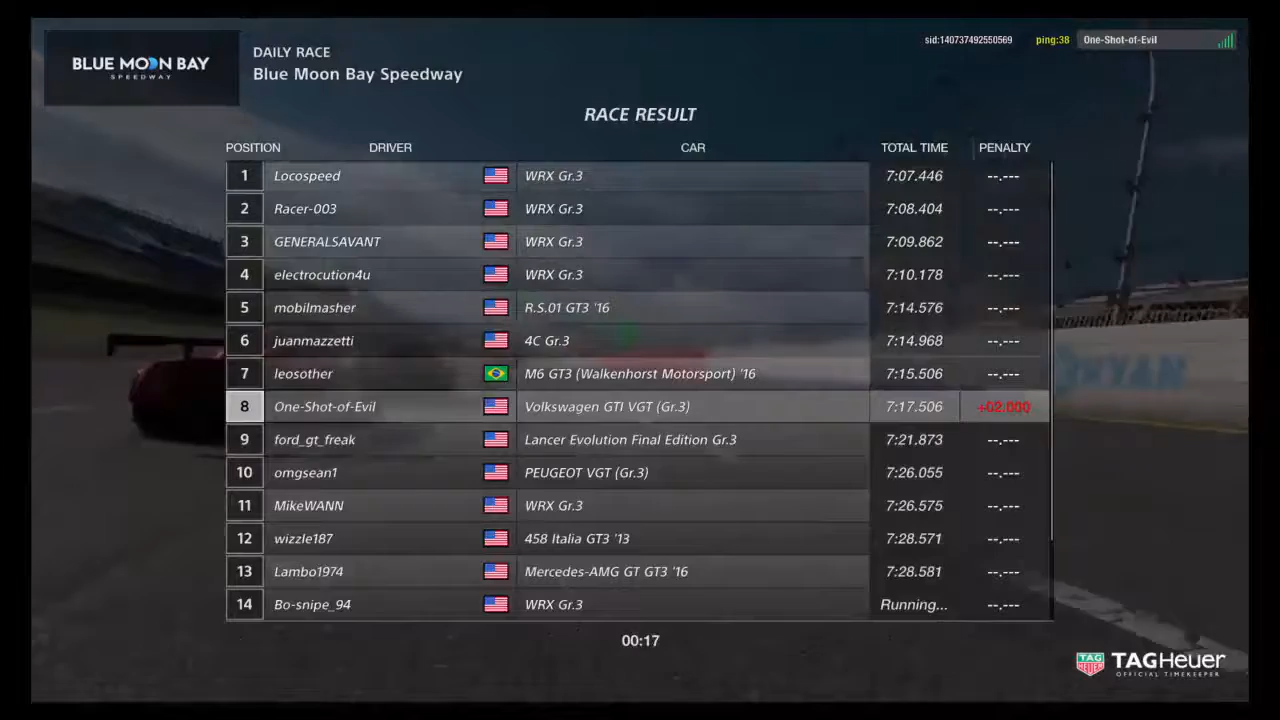 BLUE MOON BAY
SPEEDWAY
DAILY RACE
Blue Moon Bay Speedway
sid:140737492550569 ping:38 One-Shot-of-Evil
RACE RESULT
POSITION DRIVER CAR TOTAL TIME PENALTY
1 Locospeed WRX Gr.3 7:07.446 --.---
2 Racer-003 WRX Gr.3 7:08.404 --.---
3 GENERALSAVANT WRX Gr.3 7:09.862 --.---
4 electrocution4u WRX Gr.3 7:10.178 --.---
5 mobilmasher R.S.01 GT3 '16 7:14.576 --.---
6 juanmazzetti 4C Gr.3 7:14.968 --.---
7 leosother M6 GT3 (Walkenhorst Motorsport) '16 7:15.506 --.---
8 One-Shot-of-Evil Volkswagen GTI VGT (Gr.3) 7:17.506 +02.000
9 ford_gt_freak Lancer Evolution Final Edition Gr.3 7:21.873 --.---
10 omgsean1 PEUGEOT VGT (Gr.3) 7:26.055 --.---
11 MikeWANN WRX Gr.3 7:26.575 --.---
12 wizzle187 458 Italia GT3 '13 7:28.571 --.---
13 Lambo1974 Mercedes-AMG GT GT3 '16 7:28.581 --.---
14 Bo-snipe_94 WRX Gr.3 Running... --.---
00:17
TAG HEUER TAGHeuer
OFFICIAL TIMEKEEPER